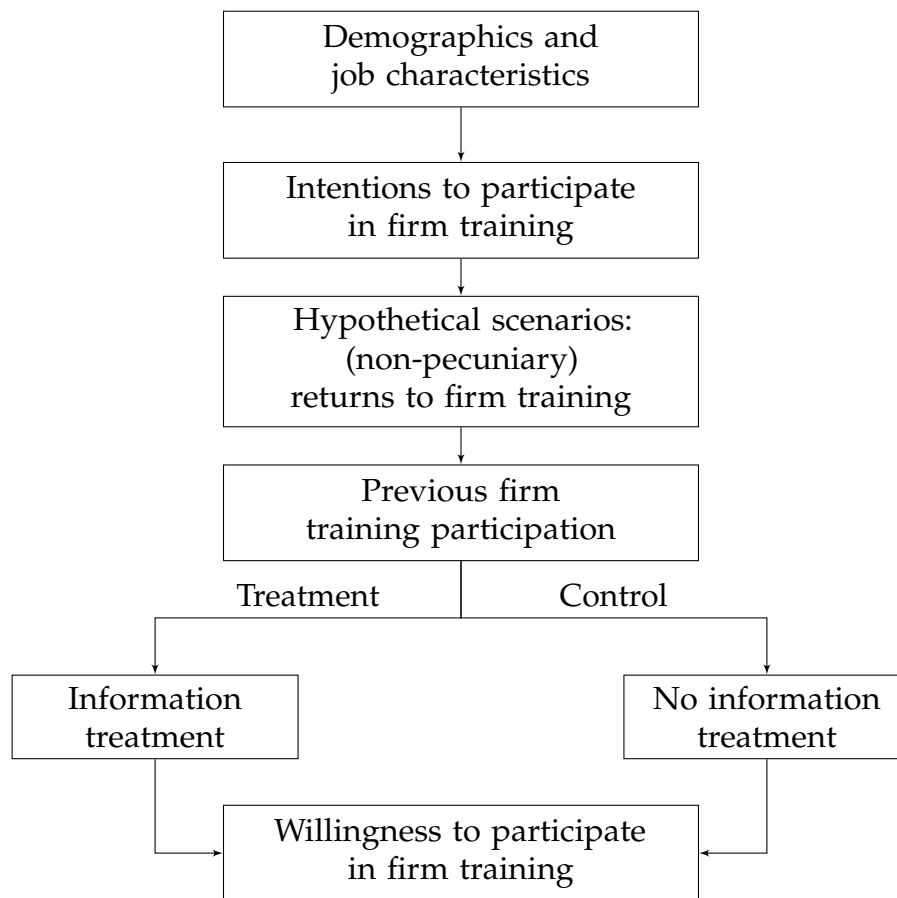 Demographics and
job characteristics
Intentions to participate
in firm training
Hypothetical scenarios:
(non-pecuniary)
returns to firm training
Previous firm
training participation
Treatment
Control
Information
treatment
No information
treatment
Willingness to participate
in firm training